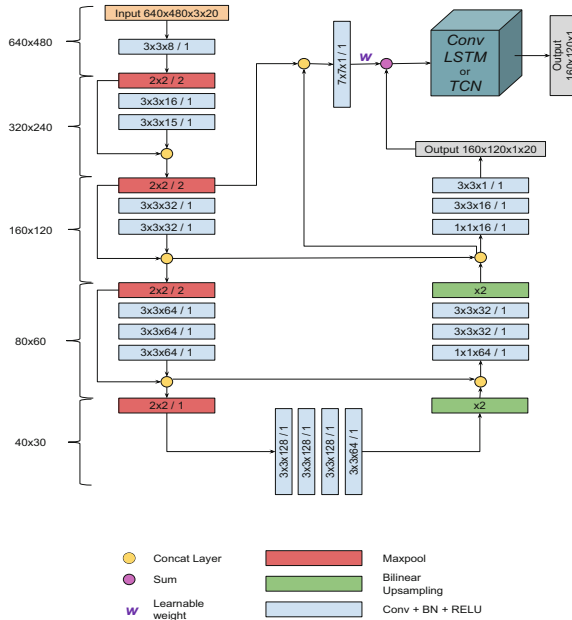 Input 640x480x3x20
640x480
3x3x8 / 1
2x2 / 2
3x3x16 / 1
3x3x15 / 1
320x240
2x2 / 2
3x3x32 / 1
3x3x32 / 1
160x120
2x2 / 2
3x3x64 / 1
3x3x64 / 1
3x3x64 / 1
80x60
2x2 / 1
40x30
3x3x128 / 1
3x3x128 / 1
3x3x128 / 1
3x3x64 / 1
x2
1x1x64 / 1
3x3x32 / 1
3x3x32 / 1
x2
1x1x16 / 1
3x3x16 / 1
3x3x1 / 1
Output 160x120x1x20
7x7x1 / 1
w
Conv
LSTM
or
TCN
Output
160x120x1
Concat Layer
Sum
w
Learnable
weight
Maxpool
Bilinear
Upsampling
Conv + BN + RELU